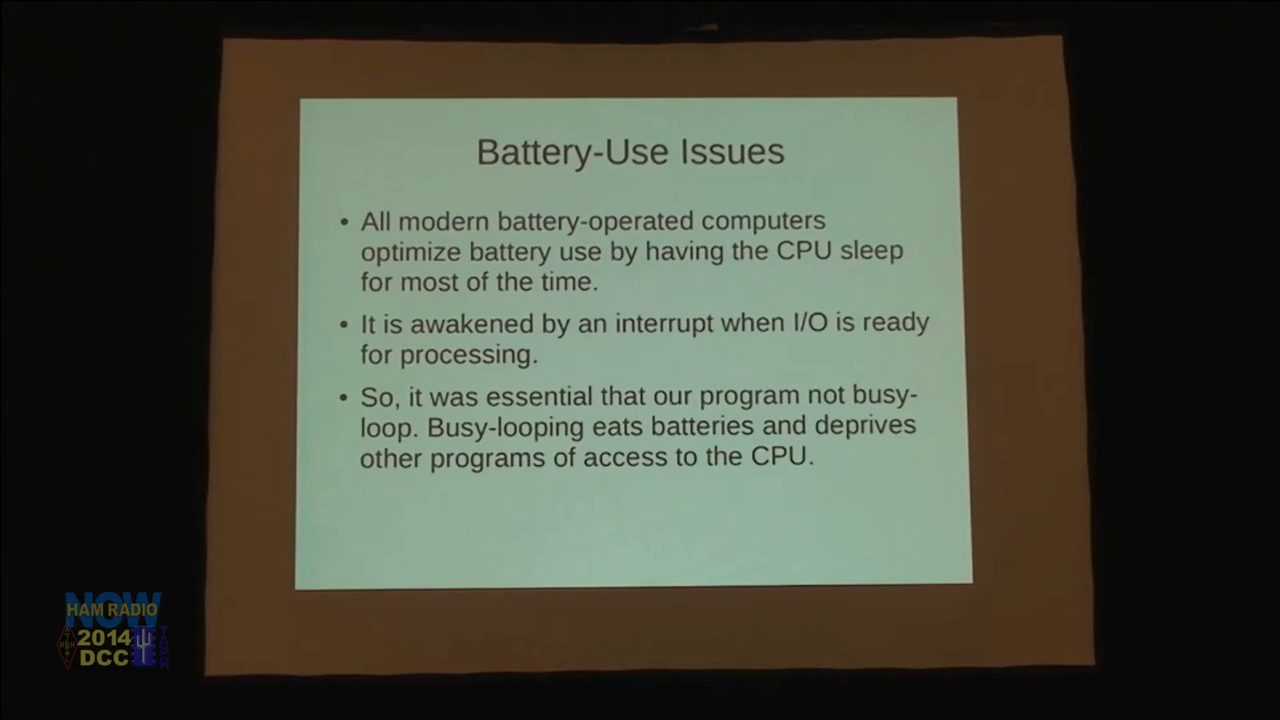 Battery-Use Issues
• All modern battery-operated computers
optimize battery use by having the CPU sleep
for most of the time.
• It is awakened by an interrupt when I/O is ready
for processing.
• So, it was essential that our program not busy-
loop. Busy-looping eats batteries and deprives
other programs of access to the CPU.
NOW
HAM RADIO
2014
DCC